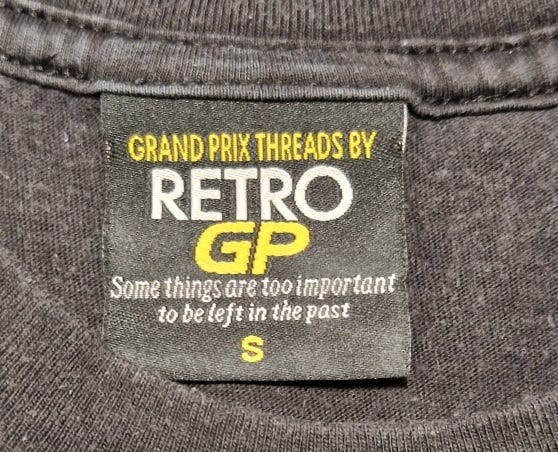 GRAND PRIX THREADS BY
RETRO
GP
Some things are too important
to be left in the past
S